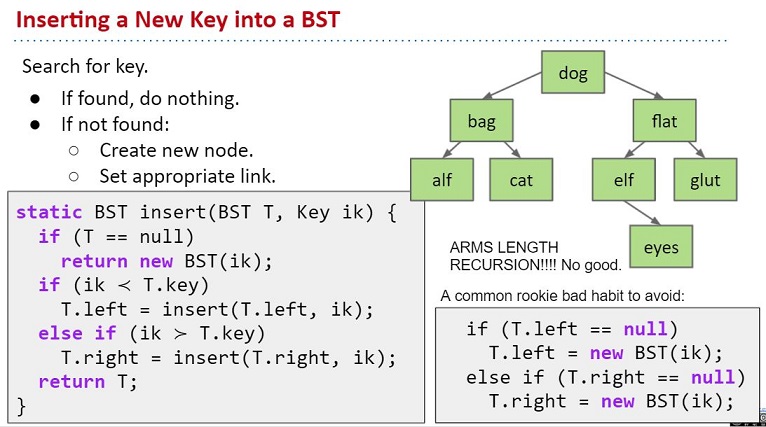 Inserting a New Key into a BST
Search for key.
● If found, do nothing.
● If not found:
○ Create new node.
○ Set appropriate link.
static BST insert(BST T, Key ik) {
  if (T == null)
    return new BST(ik);
  if (ik ≺ T.key)
    T.left = insert(T.left, ik);
  else if (ik ≻ T.key)
    T.right = insert(T.right, ik);
  return T;
}
dog
bag flat
alf cat elf glut
eyes
ARMS LENGTH
RECURSION!!!! No good.
A common rookie bad habit to avoid:
if (T.left == null)
  T.left = new BST(ik);
else if (T.right == null)
  T.right = new BST(ik);